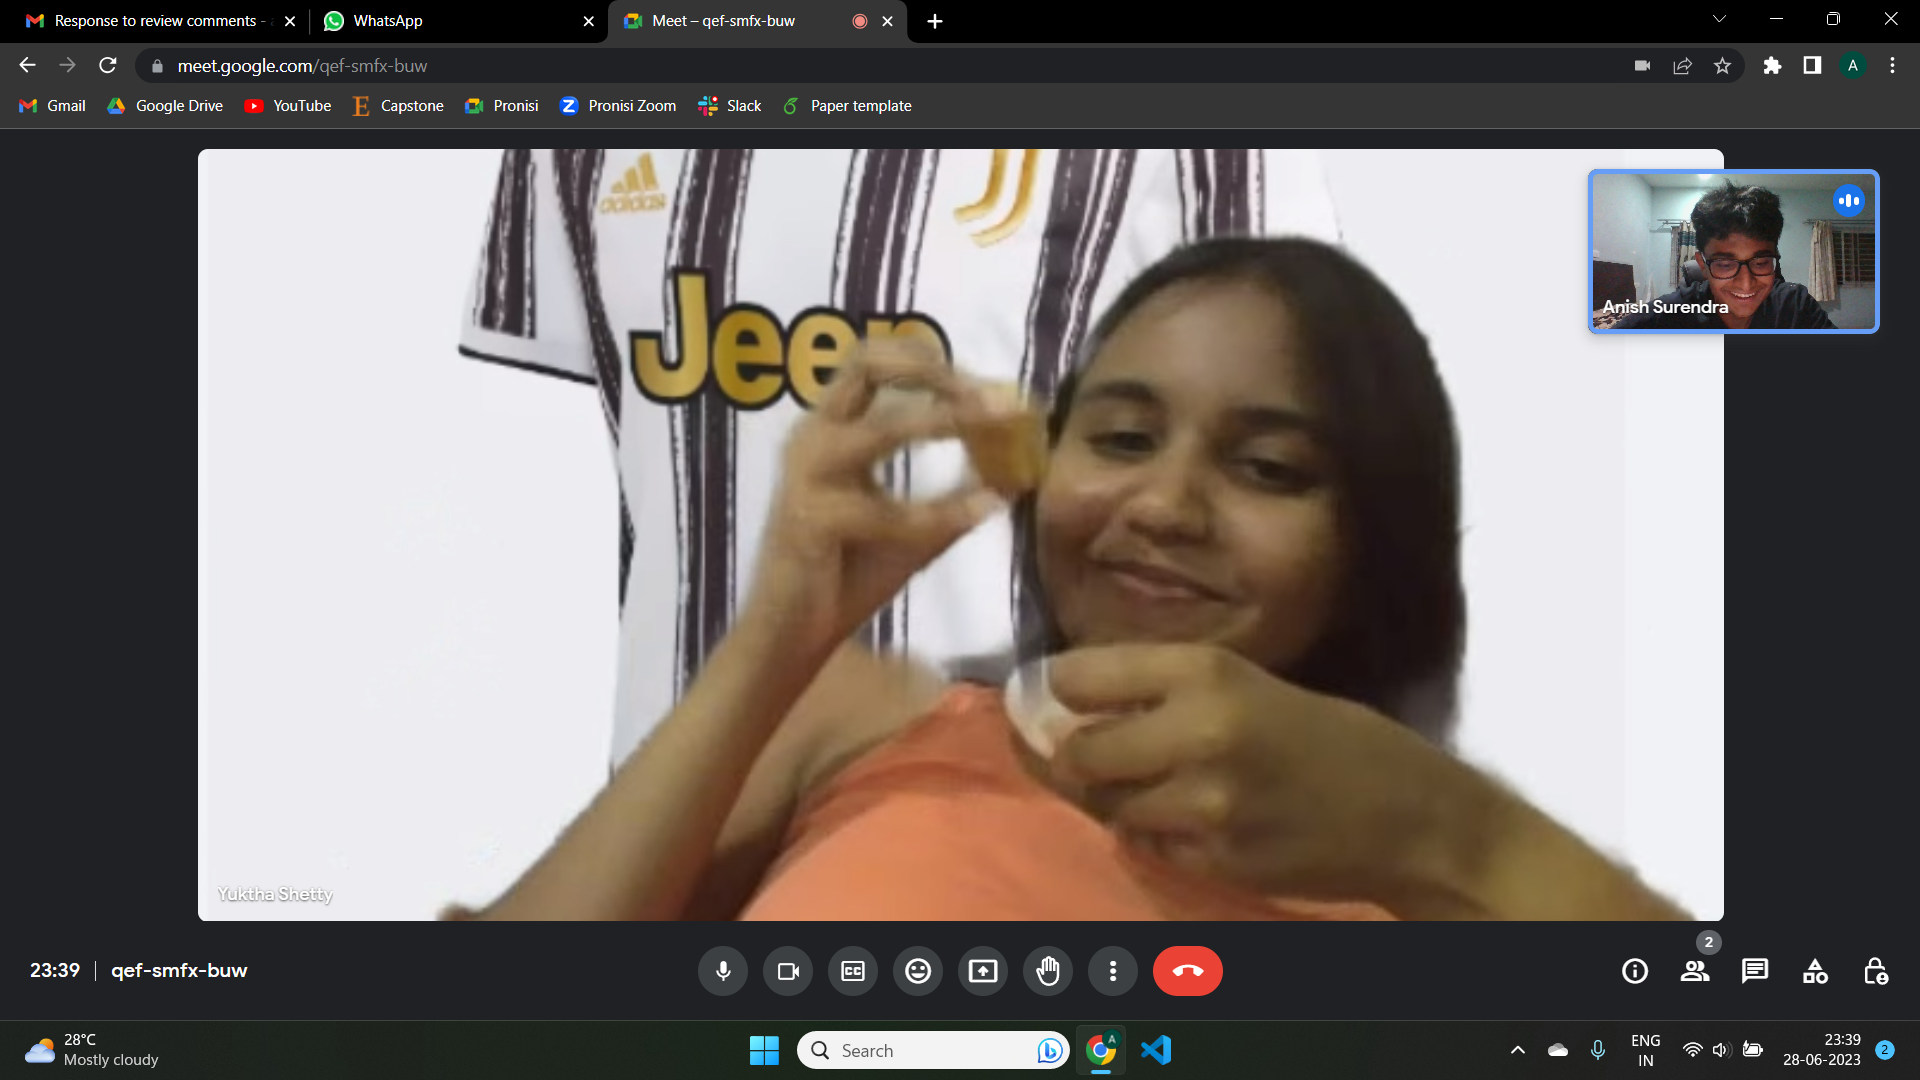 Response to review comments -
WhatsApp
Meet – qef-smfx-buw
meet.google.com/qef-smfx-buw
A
Gmail
Google Drive
YouTube
Capstone
Pronisi
Pronisi Zoom
Slack
Paper template
adidas
Jeep
Anish Surendra
Yuktha Shetty
23:39
qef-smfx-buw
CC
2
28°C
Mostly cloudy
Search
A
ENG
IN
23:39
28-06-2023
2